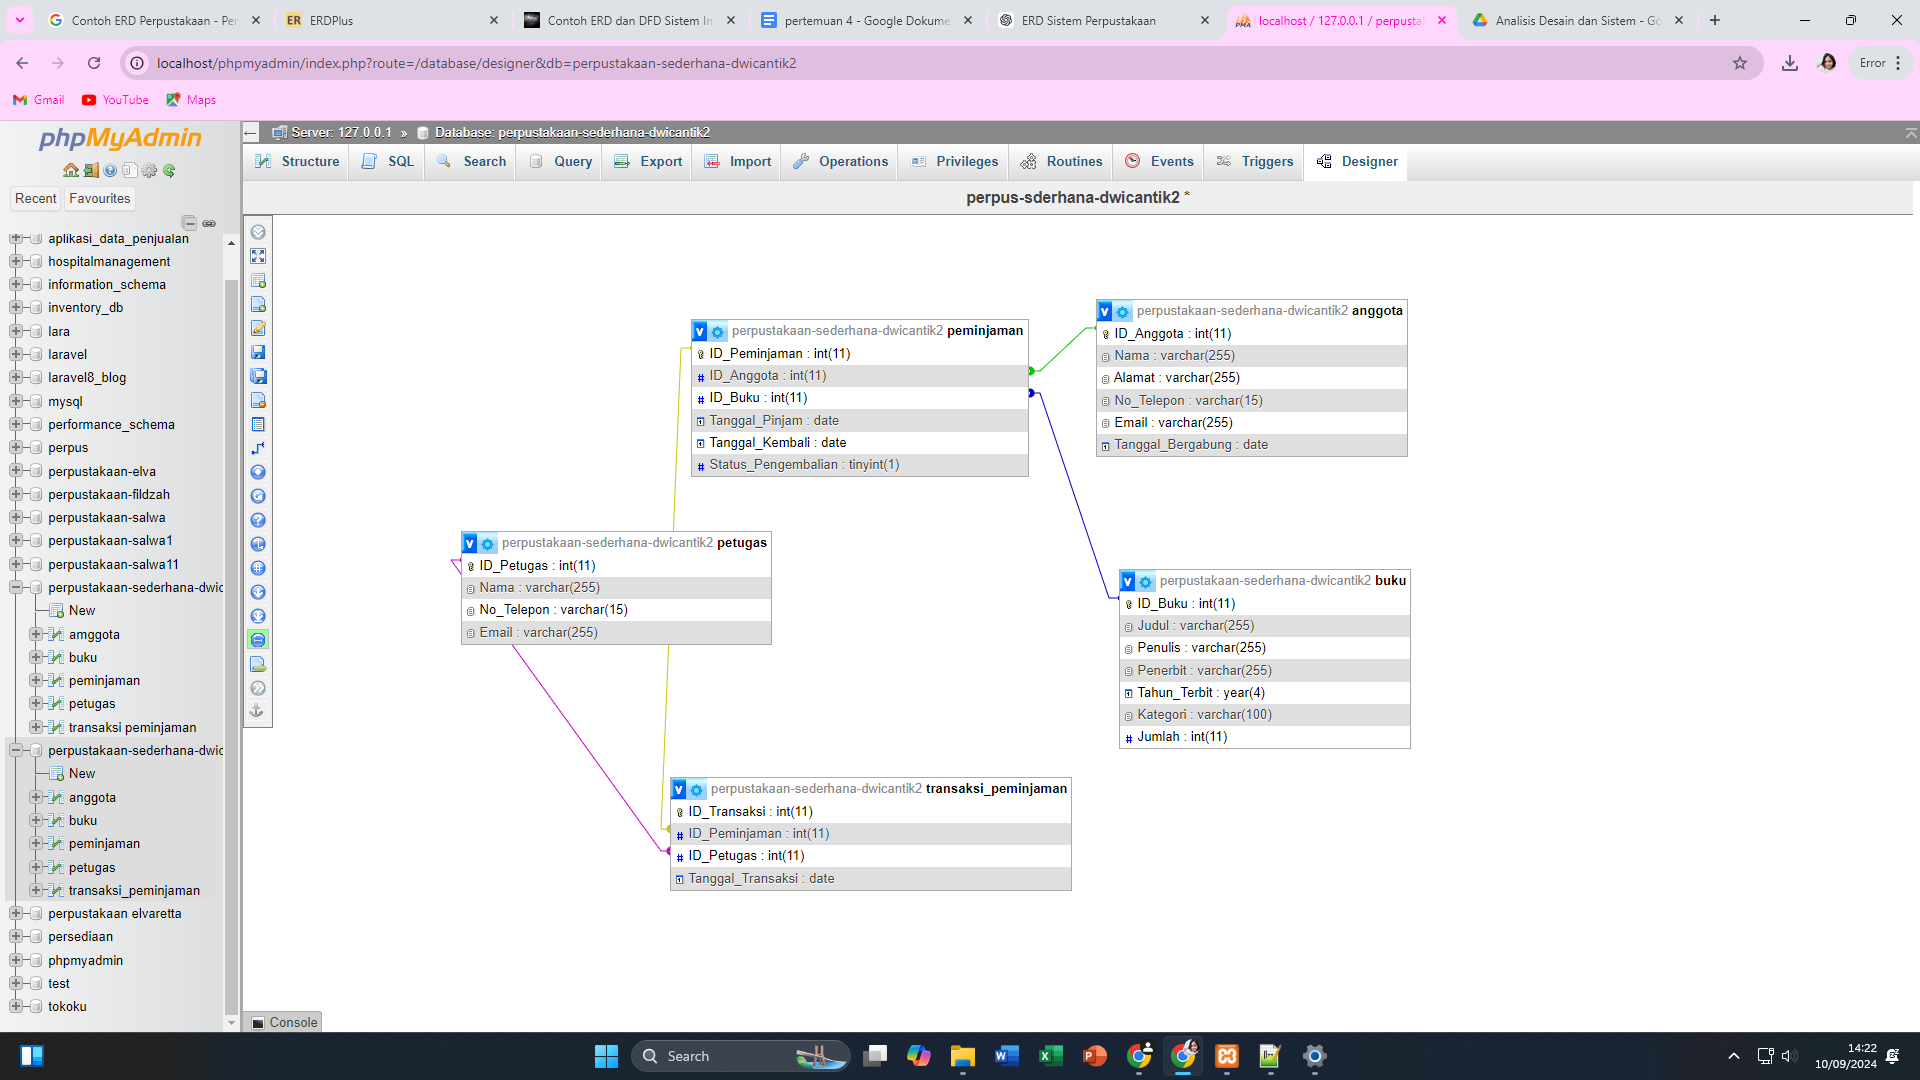 Contoh ERD Perpustakaan - Per
ERDPlus
Contoh ERD dan DFD Sistem In
pertemuan 4 - Google Dokume
ERD Sistem Perpustakaan
localhost / 127.0.0.1 / perpusta
Analisis Desain dan Sistem - Go
localhost/phpmyadmin/index.php?route=/database/designer&db=perpustakaan-sederhana-dwicantik2
Error
Gmail
YouTube
Maps
phpMyAdmin
Recent
Favourites
aplikasi_data_penjualan
hospitalmanagement
information_schema
inventory_db
lara
laravel
laravel8_blog
mysql
performance_schema
perpus
perpustakaan-elva
perpustakaan-fildzah
perpustakaan-salwa
perpustakaan-salwa1
perpustakaan-salwa11
perpustakaan-sederhana-dwic
New
amggota
buku
peminjaman
petugas
transaksi peminjaman
perpustakaan-sederhana-dwic
New
anggota
buku
peminjaman
petugas
transaksi_peminjaman
perpustakaan elvaretta
persediaan
phpmyadmin
test
tokoku
Server: 127.0.0.1 » Database: perpustakaan-sederhana-dwicantik2
Structure
SQL
Search
Query
Export
Import
Operations
Privileges
Routines
Events
Triggers
Designer
perpus-sderhana-dwicantik2 *
v perpustakaan-sederhana-dwicantik2 peminjaman
ID_Peminjaman : int(11)
# ID_Anggota : int(11)
# ID_Buku : int(11)
Tanggal_Pinjam : date
Tanggal_Kembali : date
# Status_Pengembalian : tinyint(1)
v perpustakaan-sederhana-dwicantik2 anggota
ID_Anggota : int(11)
Nama : varchar(255)
Alamat : varchar(255)
No_Telepon : varchar(15)
Email : varchar(255)
Tanggal_Bergabung : date
v perpustakaan-sederhana-dwicantik2 petugas
ID_Petugas : int(11)
Nama : varchar(255)
No_Telepon : varchar(15)
Email : varchar(255)
v perpustakaan-sederhana-dwicantik2 buku
ID_Buku : int(11)
Judul : varchar(255)
Penulis : varchar(255)
Penerbit : varchar(255)
Tahun_Terbit : year(4)
Kategori : varchar(100)
# Jumlah : int(11)
v perpustakaan-sederhana-dwicantik2 transaksi_peminjaman
ID_Transaksi : int(11)
# ID_Peminjaman : int(11)
# ID_Petugas : int(11)
Tanggal_Transaksi : date
Console
Search
14:22
10/09/2024